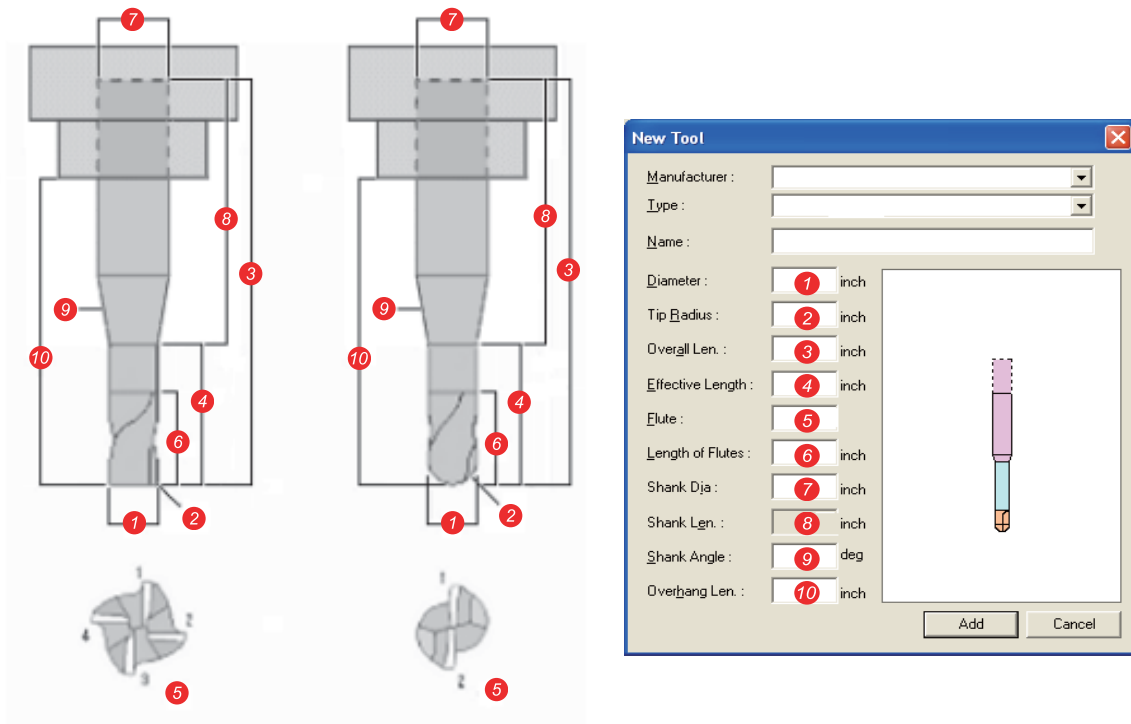 7
7
8
3
9
10
4
6
1
2
1
2
3
4
5
8
3
9
10
4
6
1
2
1
2
5
New Tool
Manufacturer :
Type :
Name :
Diameter : 1 inch
Tip Radius : 2 inch
Overall Len. : 3 inch
Effective Length : 4 inch
Flute : 5
Length of Flutes : 6 inch
Shank Dja : 7 inch
Shank Len. : 8 inch
Shank Angle : 9 deg
Overhang Len. : 10 inch
Add Cancel